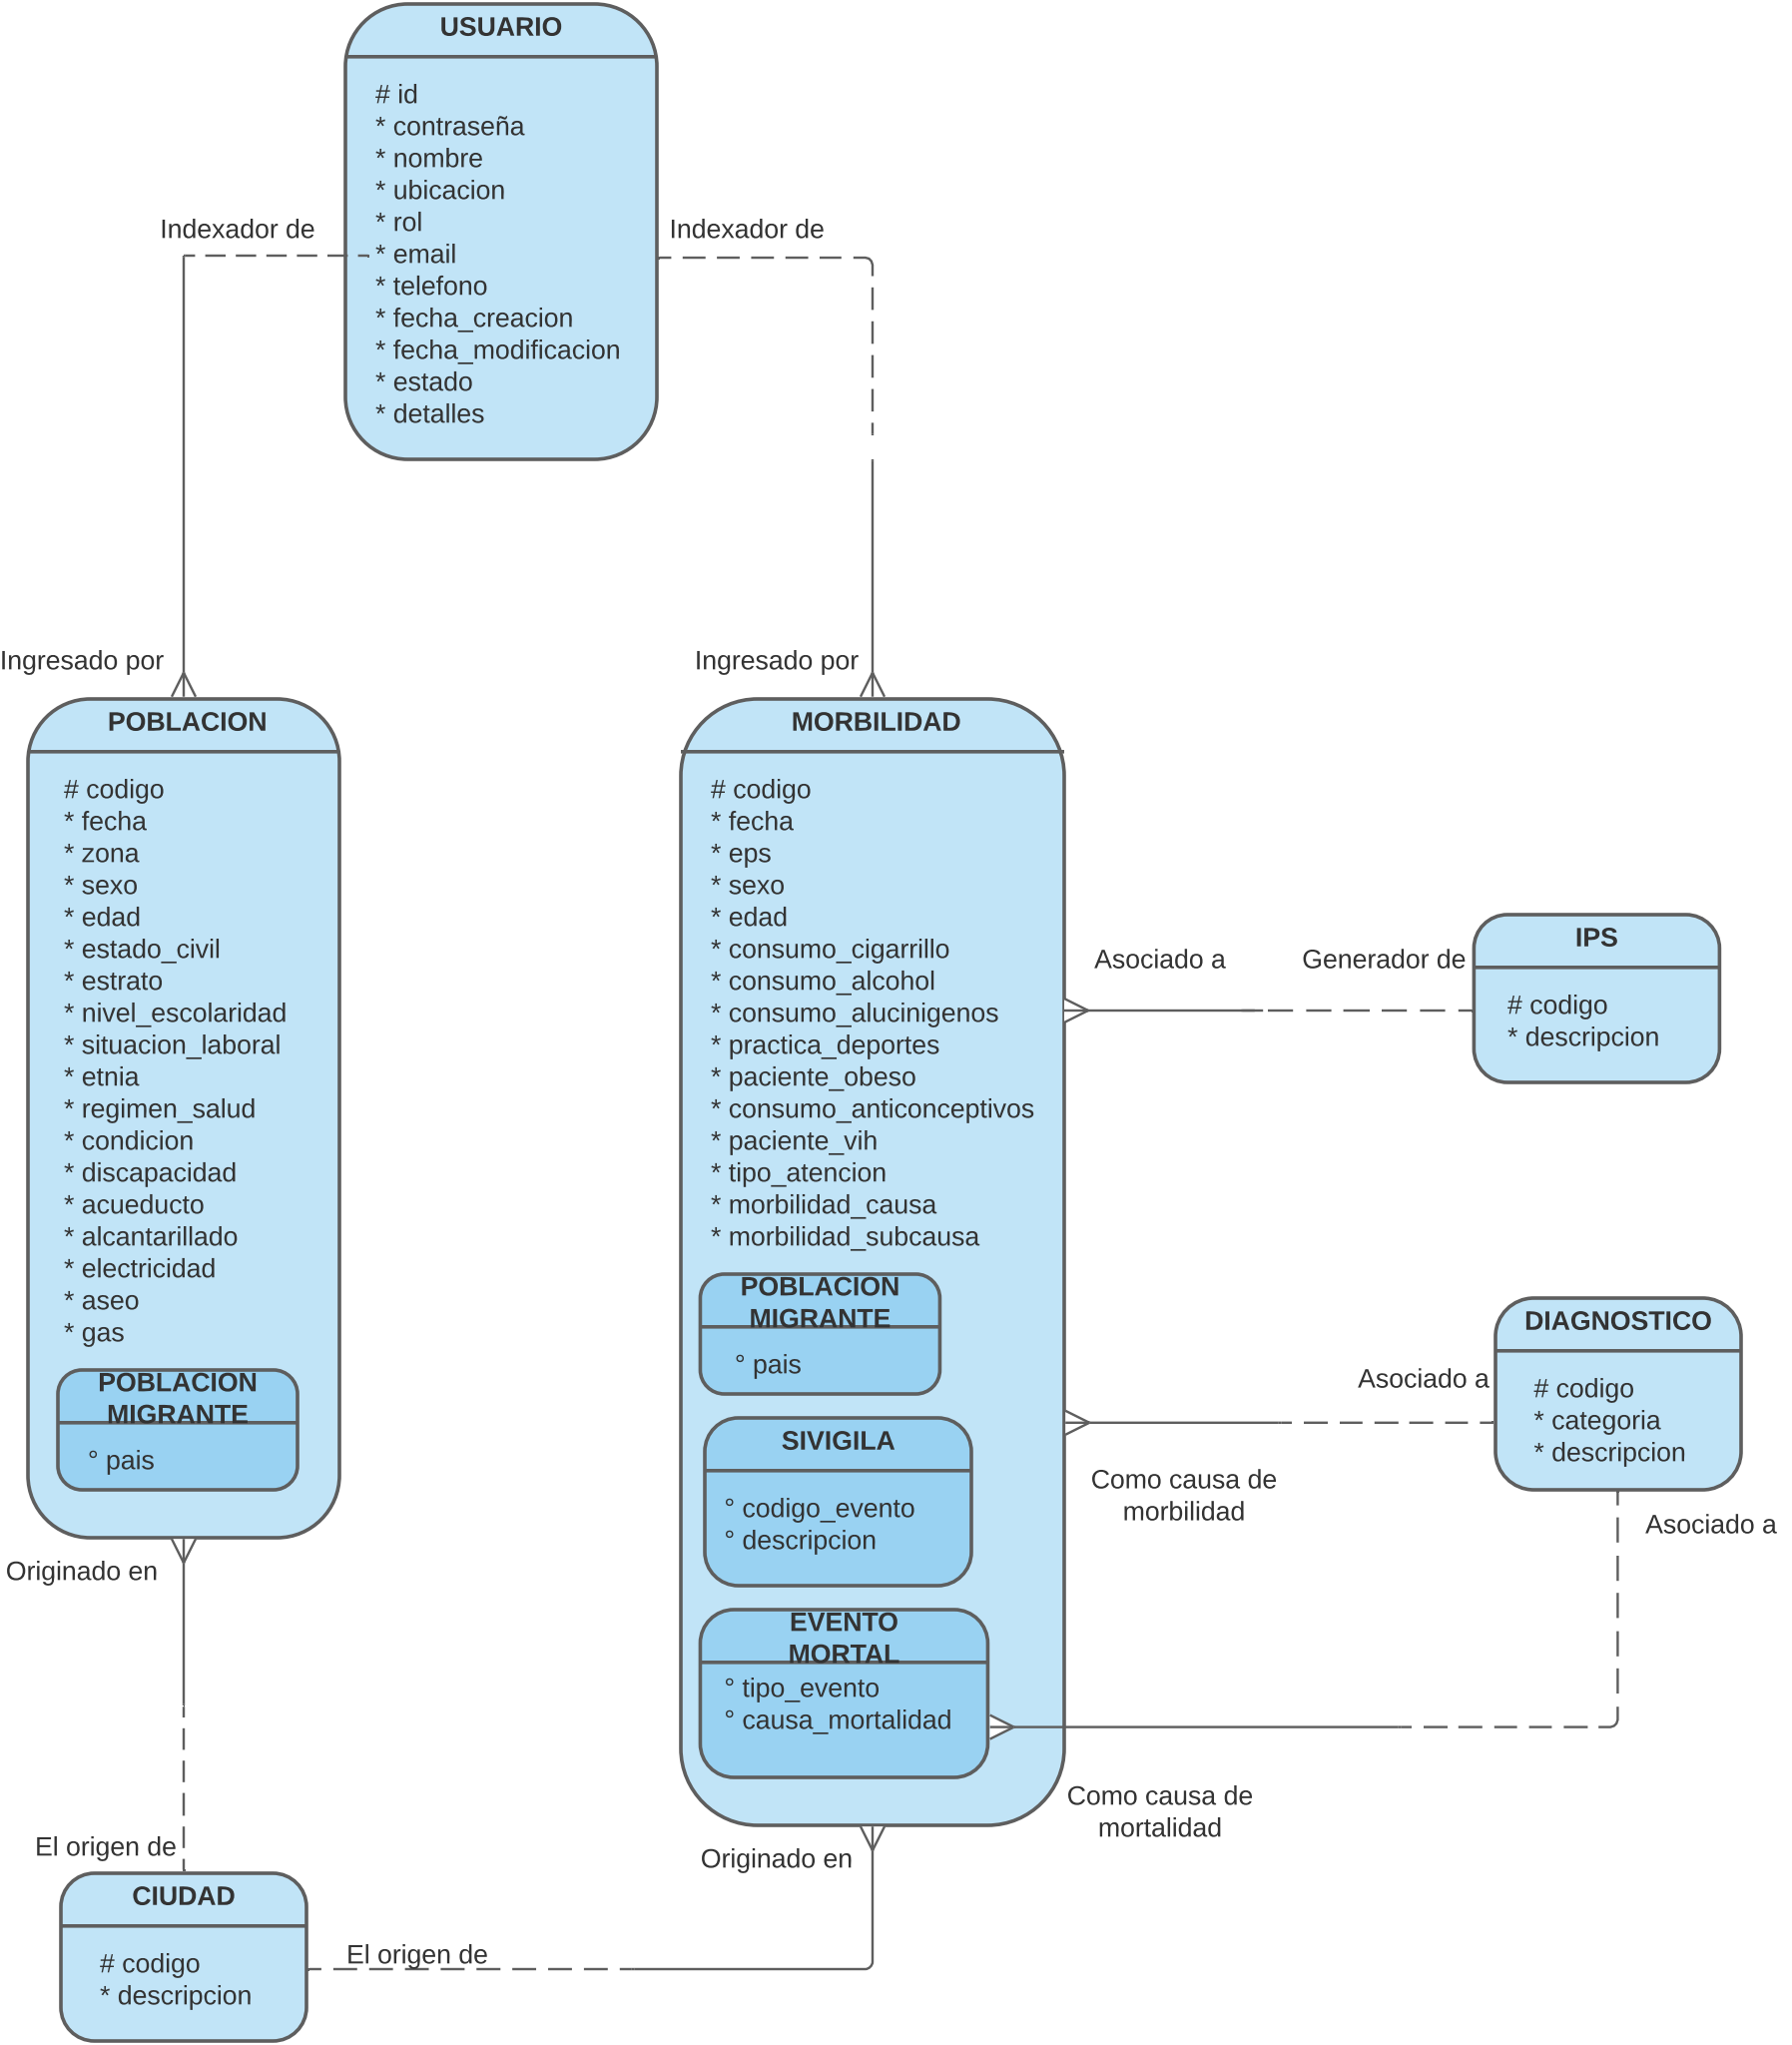 USUARIO
# id
* contraseña
* nombre
* ubicacion
* rol
* email
* telefono
* fecha_creacion
* fecha_modificacion
* estado
* detalles
Indexador de
Indexador de
Ingresado por
Ingresado por
POBLACION
# codigo
* fecha
* zona
* sexo
* edad
* estado_civil
* estrato
* nivel_escolaridad
* situacion_laboral
* etnia
* regimen_salud
* condicion
* discapacidad
* acueducto
* alcantarillado
* electricidad
* aseo
* gas
POBLACION
MIGRANTE
° pais
MORBILIDAD
# codigo
* fecha
* eps
* sexo
* edad
* consumo_cigarrillo
* consumo_alcohol
* consumo_alucinigenos
* practica_deportes
* paciente_obeso
* consumo_anticonceptivos
* paciente_vih
* tipo_atencion
* morbilidad_causa
* morbilidad_subcausa
POBLACION
MIGRANTE
° pais
SIVIGILA
° codigo_evento
° descripcion
EVENTO
MORTAL
° tipo_evento
° causa_mortalidad
Asociado a
Generador de
IPS
# codigo
* descripcion
DIAGNOSTICO
# codigo
* categoria
* descripcion
Asociado a
Como causa de
morbilidad
Asociado a
Como causa de
mortalidad
Originado en
El origen de
Originado en
El origen de
CIUDAD
# codigo
* descripcion